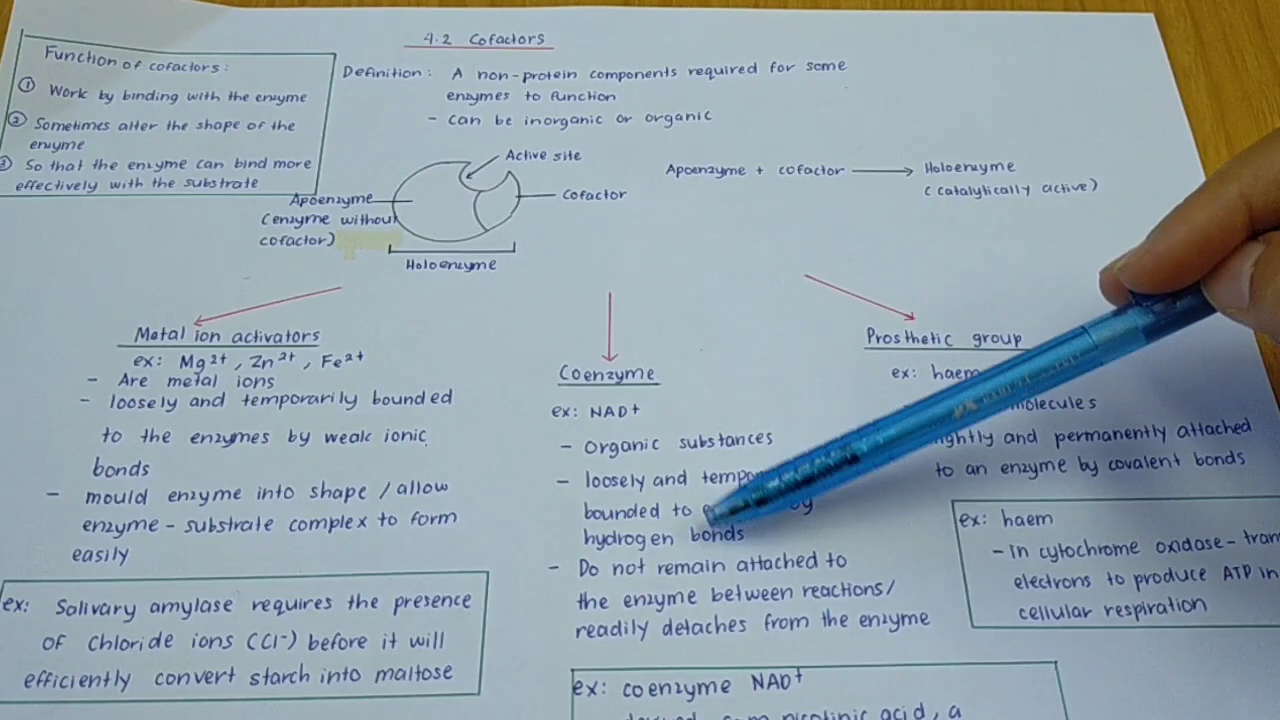 4.2 Cofactors
Function of cofactors:
① Work by binding with the enzyme
② Sometimes alter the shape of the
enzyme
③ So that the enzyme can bind more
effectively with the substrate
Definition: A non-protein components required for some
enzymes to function
- can be inorganic or organic
Active site
Apoenzyme
(enzyme without
cofactor)
Cofactor
Holoenzyme
Apoenzyme + cofactor → Holoenzyme
(catalytically active)
Metal ion activators
ex: Mg²⁺, Zn²⁺, Fe²⁺
- Are metal ions
- loosely and temporarily bounded
to the enzymes by weak ionic
bonds
- mould enzyme into shape / allow
enzyme-substrate complex to form
easily
ex: Salivary amylase requires the presence
of chloride ions (Cl⁻) before it will
efficiently convert starch into maltose
Coenzyme
ex: NAD⁺
- Organic substances
- loosely and
bounded to
hydrogen bonds
- Do not remain attached to
the enzyme between reactions/
readily detaches from the enzyme
ex: coenzyme NAD⁺
nicotinic acid, a
Prosthetic group
ex: haem
molecules
and permanently attached
to an enzyme by covalent bonds
ex: haem
- In cytochrome oxidase -
electrons to produce ATP in
cellular respiration